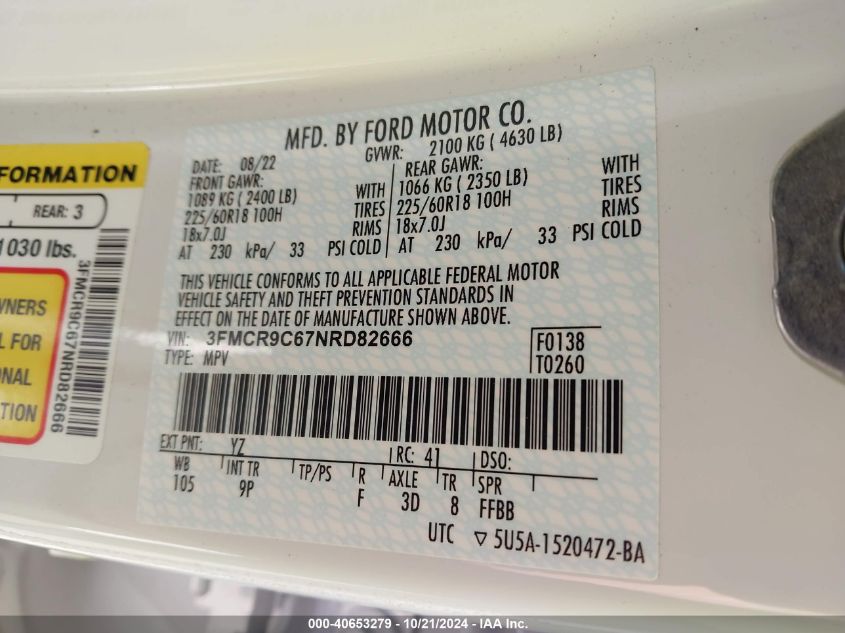 MFD. BY FORD MOTOR CO.
DATE: 08/22 GVWR: 2100 KG ( 4630 LB)
FRONT GAWR: REAR GAWR:
1089 KG ( 2400 LB) WITH 1066 KG ( 2350 LB) WITH
225/60R18 100H TIRES 225/60R18 100H TIRES
18x7.0J RIMS 18x7.0J RIMS
AT 230 kPa/ 33 PSI COLD AT 230 kPa/ 33 PSI COLD
THIS VEHICLE CONFORMS TO ALL APPLICABLE FEDERAL MOTOR
VEHICLE SAFETY AND THEFT PREVENTION STANDARDS IN
EFFECT ON THE DATE OF MANUFACTURE SHOWN ABOVE.
VIN: 3FMCR9C67NRD82666 F0138
TYPE: MPV T0260
EXT PNT: YZ RC: 41 DSO:
WB INT TR TP/PS R AXLE TR SPR
105 9P F 3D 8 FFBB
UTC ▽ 5U5A-1520472-BA
FORMATION
REAR: 3
1030 lbs.
WNERS
L FOR
ONAL
TION
3FMCR9C67NRD82666
000-40653279 - 10/21/2024 - IAA Inc.